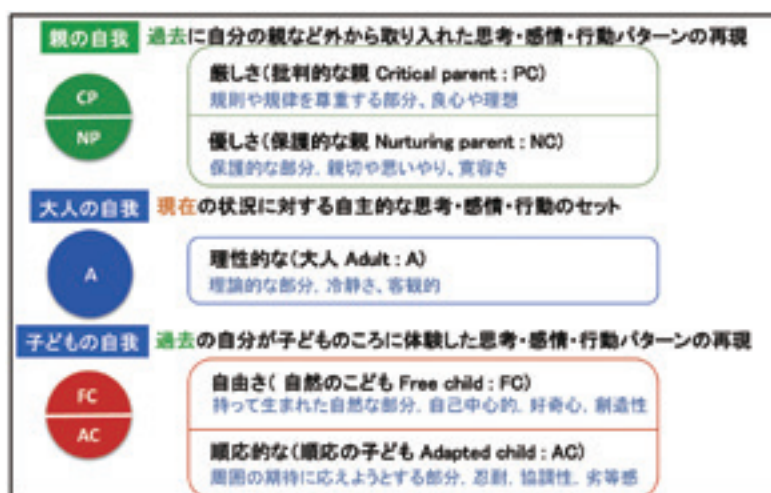 親の自我 過去に自分の親など外から取り入れた思考・感情・行動パターンの再現
CP
NP
厳しさ(批判的な親 Critical parent : PC)
規則や規律を尊重する部分、良心や理想
優しさ(保護的な親 Nurturing parent : NC)
保護的な部分, 親切や思いやり、寛容さ
大人の自我 現在の状況に対する自主的な思考・感情・行動のセット
A
理性的な(大人 Adult : A)
理論的な部分, 冷静さ、客観的
子どもの自我 過去の自分が子どものころに体験した思考・感情・行動パターンの再現
FC
AC
自由さ( 自然のこども Free child : FC)
持って生まれた自然な部分, 自己中心的, 好奇心, 創造性
順応的な(順応の子ども Adapted child : AC)
周囲の期待に応えようとする部分, 忍耐, 協調性, 劣等感